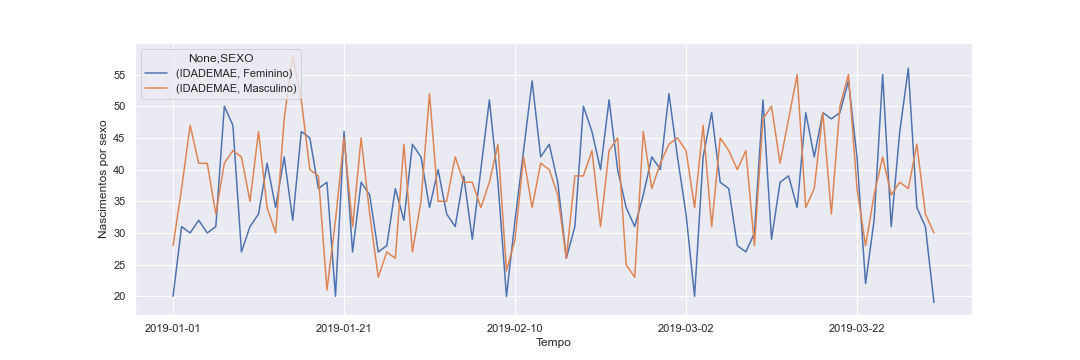 None,SEXO
(IDADEMAE, Feminino)
(IDADEMAE, Masculino)
Nascimentos por sexo
55
50
45
40
35
30
25
20
2019-01-01 2019-01-21 2019-02-10 2019-03-02 2019-03-22
Tempo